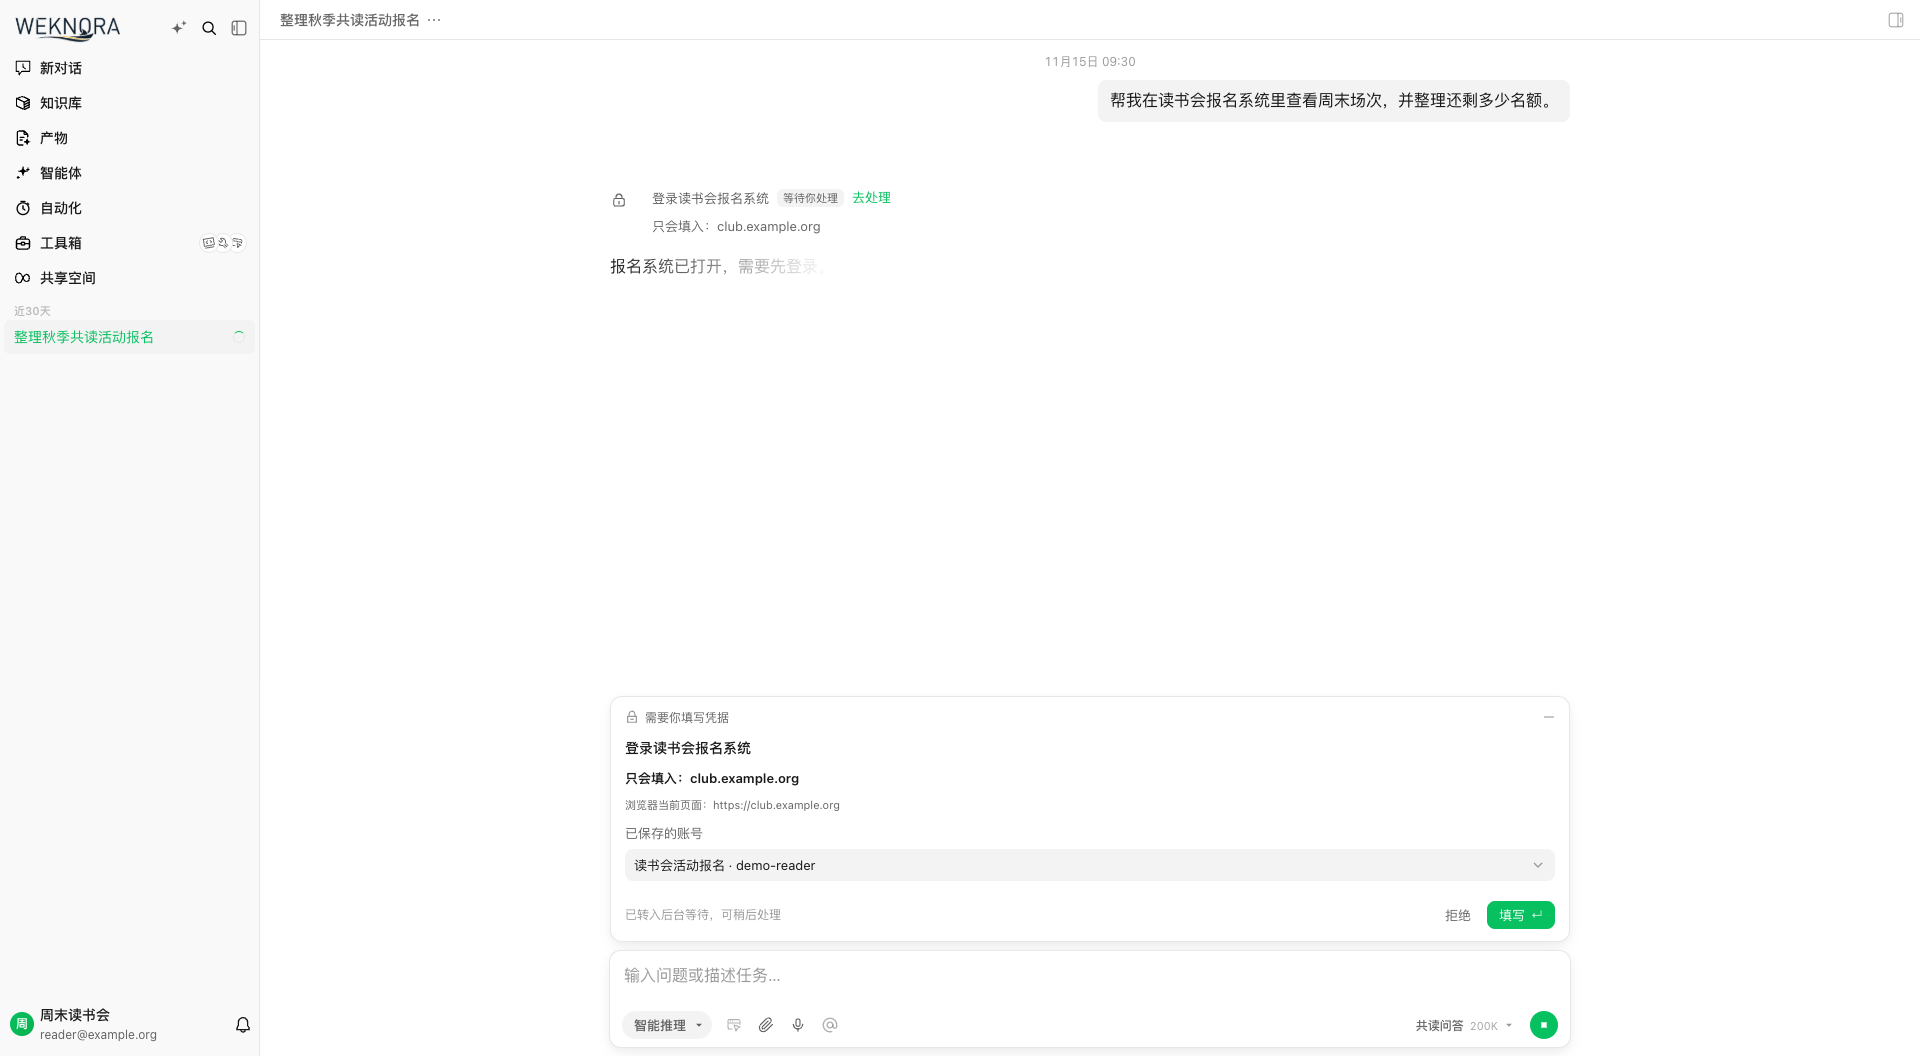 WEKNORA
新对话
知识库
产物
智能体
自动化
工具箱
共享空间
近30天
整理秋季共读活动报名
周
周末读书会
reader@example.org
整理秋季共读活动报名 ···
11月15日 09:30
帮我在读书会报名系统里查看周末场次，并整理还剩多少名额。
登录读书会报名系统 等待你处理 去处理
只会填入：club.example.org
报名系统已打开，需要先登录。
需要你填写凭据
登录读书会报名系统
只会填入：club.example.org
浏览器当前页面：https://club.example.org
已保存的账号
读书会活动报名 · demo-reader
已转入后台等待，可稍后处理
拒绝
填写 ↵
输入问题或描述任务...
智能推理
共读问答 200K